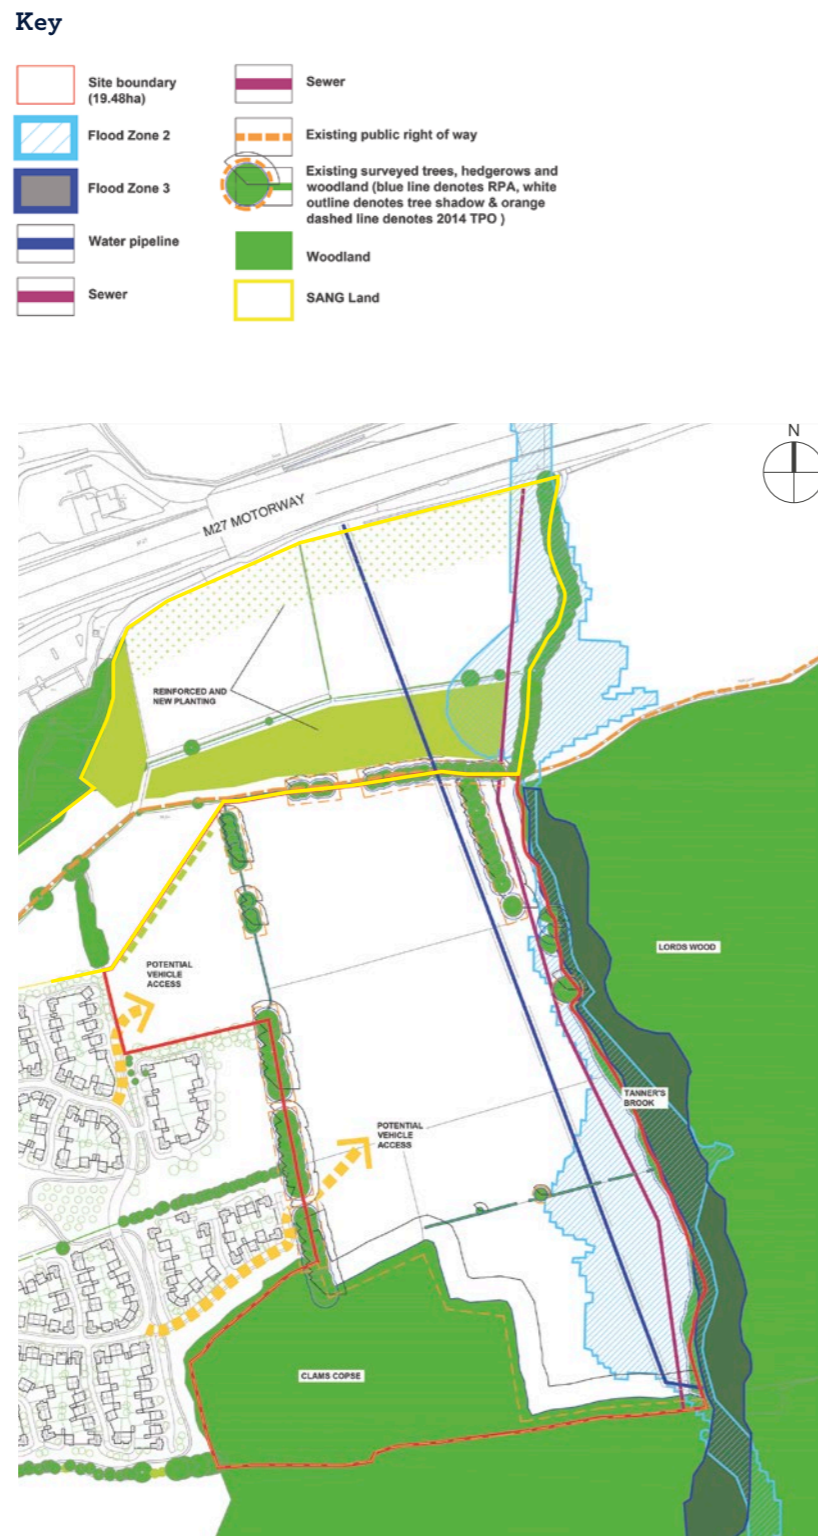 Key
Site boundary
(19.48ha)
Flood Zone 2
Flood Zone 3
Water pipeline
Sewer
Sewer
Existing public right of way
Existing surveyed trees, hedgerows and
woodland (blue line denotes RPA, white
outline denotes tree shadow & orange
dashed line denotes 2014 TPO )
Woodland
SANG Land
N
M27 MOTORWAY
REINFORCED AND
NEW PLANTING
LORDS WOOD
POTENTIAL
VEHICLE
ACCESS
TANNER'S
BROOK
POTENTIAL
VEHICLE
ACCESS
CLAMS COPSE